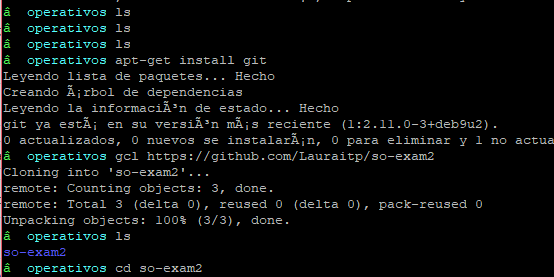 â  operativos ls
â  operativos ls
â  operativos ls
â  operativos apt-get install git
Leyendo lista de paquetes... Hecho
Creando Ã¡rbol de dependencias
Leyendo la informaciÃ³n de estado... Hecho
git ya estÃ¡ en su versiÃ³n mÃ¡s reciente (1:2.11.0-3+deb9u2).
0 actualizados, 0 nuevos se instalarÃ¡n, 0 para eliminar y 1 no actua
â  operativos gcl https://github.com/Lauraitp/so-exam2
Cloning into 'so-exam2'...
remote: Counting objects: 3, done.
remote: Total 3 (delta 0), reused 0 (delta 0), pack-reused 0
Unpacking objects: 100% (3/3), done.
â  operativos ls
so-exam2
â  operativos cd so-exam2